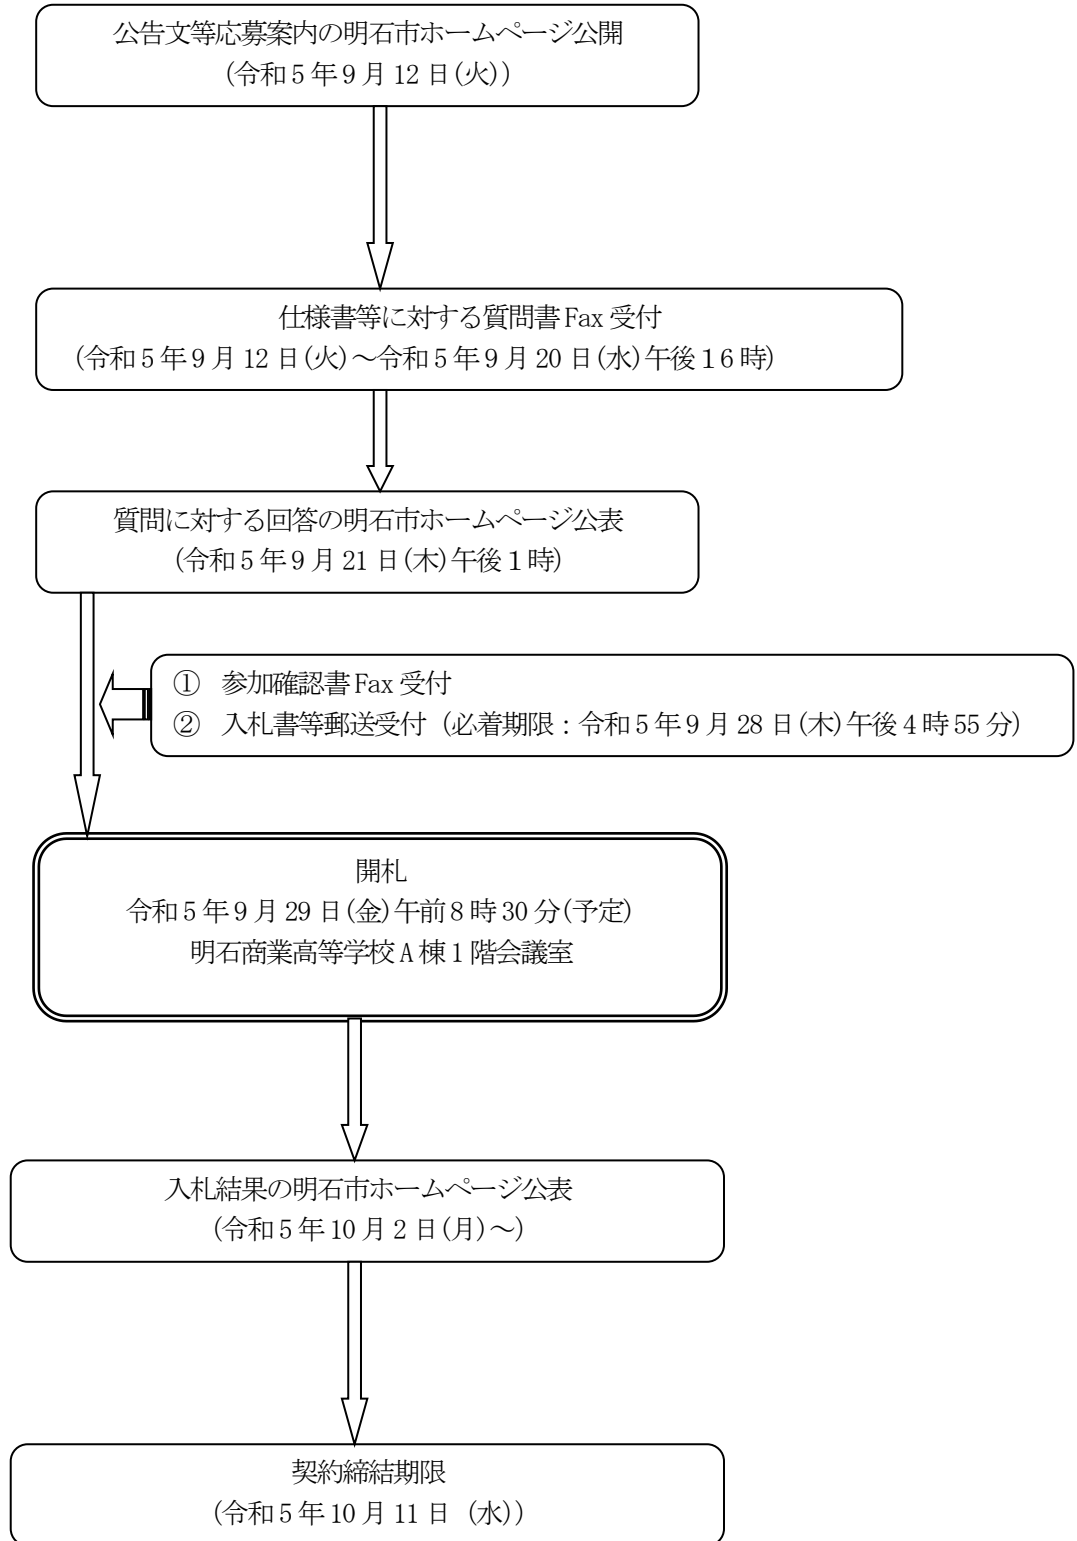 公告文等応募案内の明石市ホームページ公開
(令和5年9月12日(火))
仕様書等に対する質問書Fax受付
(令和5年9月12日(火)～令和5年9月20日(水)午後16時)
質問に対する回答の明石市ホームページ公表
(令和5年9月21日(木)午後1時)
① 参加確認書Fax受付
② 入札書等郵送受付（必着期限：令和5年9月28日(木)午後4時55分）
開札
令和5年9月29日(金)午前8時30分(予定)
明石商業高等学校A棟1階会議室
入札結果の明石市ホームページ公表
(令和5年10月2日(月)～)
契約締結期限
(令和5年10月11日（水）)